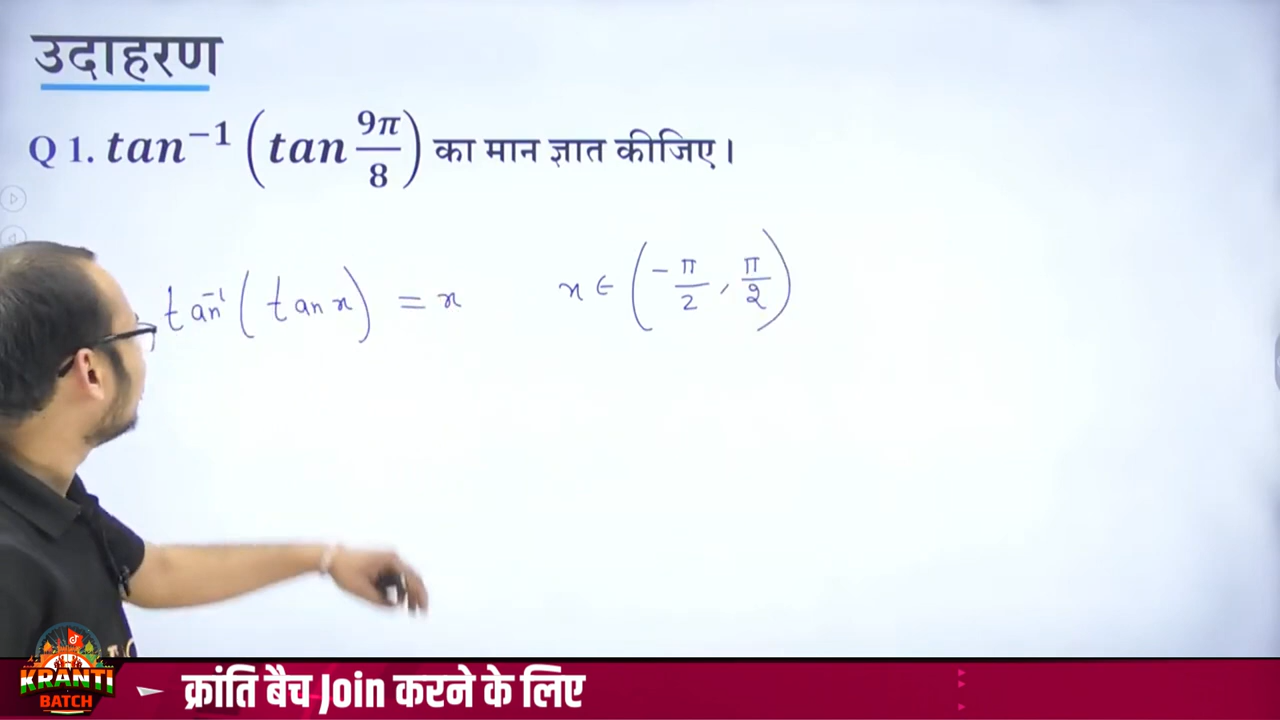 उदाहरण
Q 1. tan⁻¹ (tan 9π/8) का मान ज्ञात कीजिए।
tan⁻¹ (tan x) = x    x ∈ (-π/2, π/2)
KRANTI
BATCH
क्रांति बैच Join करने के लिए